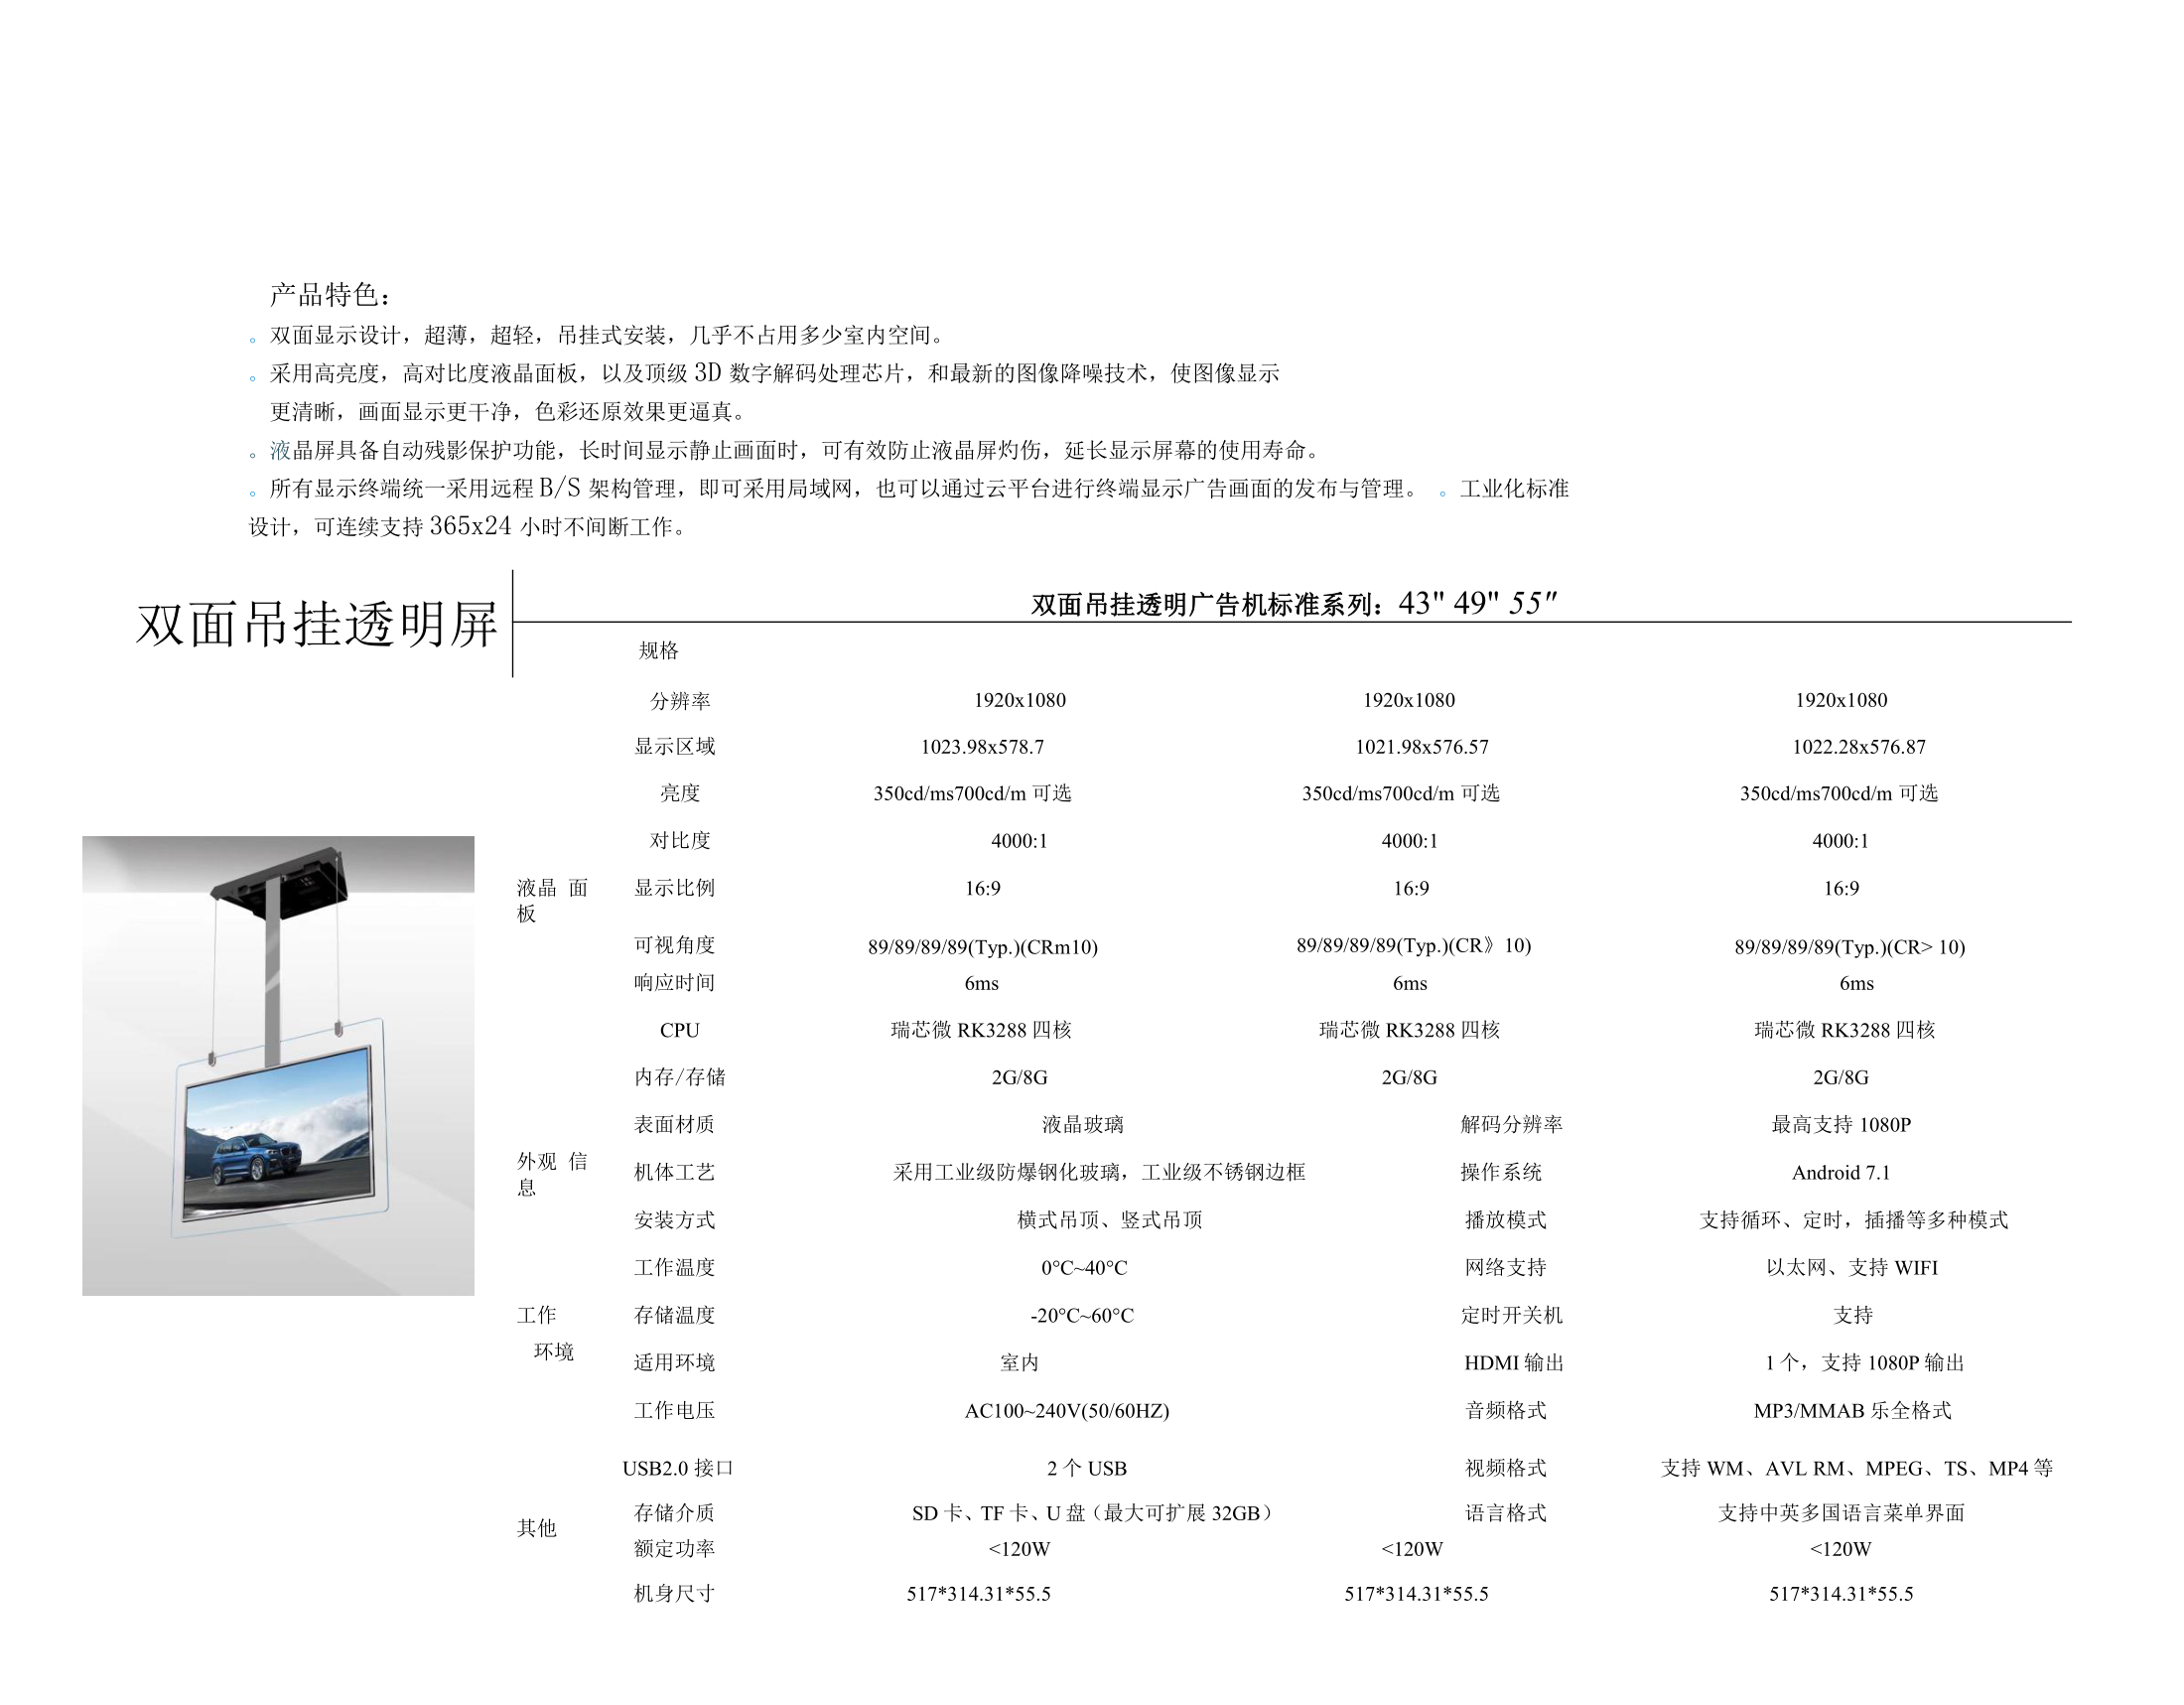 产品特色：
。双面显示设计，超薄，超轻，吊挂式安装，几乎不占用多少室内空间。
。采用高亮度，高对比度液晶面板，以及顶级 3D 数字解码处理芯片，和最新的图像降噪技术，使图像显示
更清晰，画面显示更干净，色彩还原效果更逼真。
。液晶屏具备自动残影保护功能，长时间显示静止画面时，可有效防止液晶屏灼伤，延长显示屏幕的使用寿命。
。所有显示终端统一采用远程 B/S 架构管理，即可采用局域网，也可以通过云平台进行终端显示广告画面的发布与管理。 。工业化标准
设计，可连续支持 365x24 小时不间断工作。
双面吊挂透明屏
双面吊挂透明广告机标准系列：43" 49" 55"
规格
分辨率 1920x1080 1920x1080 1920x1080
显示区域 1023.98x578.7 1021.98x576.57 1022.28x576.87
亮度 350cd/ms700cd/m 可选 350cd/ms700cd/m 可选 350cd/ms700cd/m 可选
对比度 4000:1 4000:1 4000:1
液晶 面
板
显示比例 16:9 16:9 16:9
可视角度 89/89/89/89(Typ.)(CRm10) 89/89/89/89(Typ.)(CR》10) 89/89/89/89(Typ.)(CR> 10)
响应时间 6ms 6ms 6ms
CPU 瑞芯微 RK3288 四核 瑞芯微 RK3288 四核 瑞芯微 RK3288 四核
内存/存储 2G/8G 2G/8G 2G/8G
表面材质 液晶玻璃 解码分辨率 最高支持 1080P
外观 信
息
机体工艺 采用工业级防爆钢化玻璃，工业级不锈钢边框 操作系统 Android 7.1
安装方式 横式吊顶、竖式吊顶 播放模式 支持循环、定时，插播等多种模式
工作温度 0°C~40°C 网络支持 以太网、支持 WIFI
工作
环境
存储温度 -20°C~60°C 定时开关机 支持
适用环境 室内 HDMI 输出 1 个，支持 1080P 输出
工作电压 AC100~240V(50/60HZ) 音频格式 MP3/MMAB 乐全格式
USB2.0 接口 2 个 USB 视频格式 支持 WM、AVL RM、MPEG、TS、MP4 等
其他
存储介质 SD 卡、TF 卡、U 盘（最大可扩展 32GB） 语言格式 支持中英多国语言菜单界面
额定功率 <120W <120W <120W
机身尺寸 517*314.31*55.5 517*314.31*55.5 517*314.31*55.5